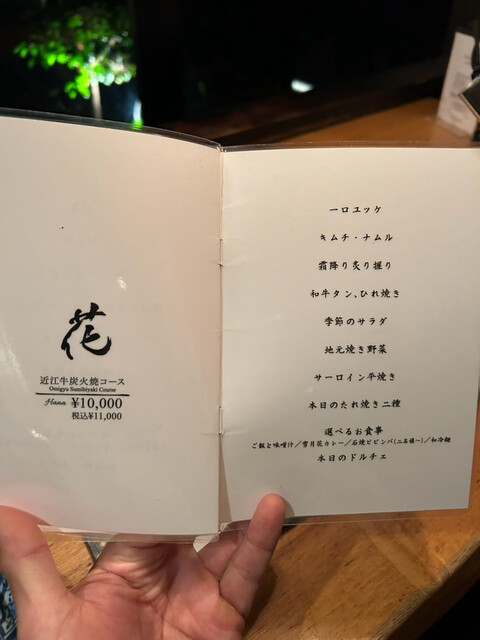 花
近江牛炭火焼コース
Omigyu Sumibiyaki Course
Hana ¥10,000
税込¥11,000
一口ユッケ
キムチ・ナムル
霜降り炙り握り
和牛タン、ひれ焼き
季節のサラダ
地元焼き野菜
サーロイン平焼き
本日のたれ焼き二種
選べるお食事
ご飯と味噌汁／雪月花カレー／石焼ビビンバ(二名様〜)／和冷麺
本日のドルチェ